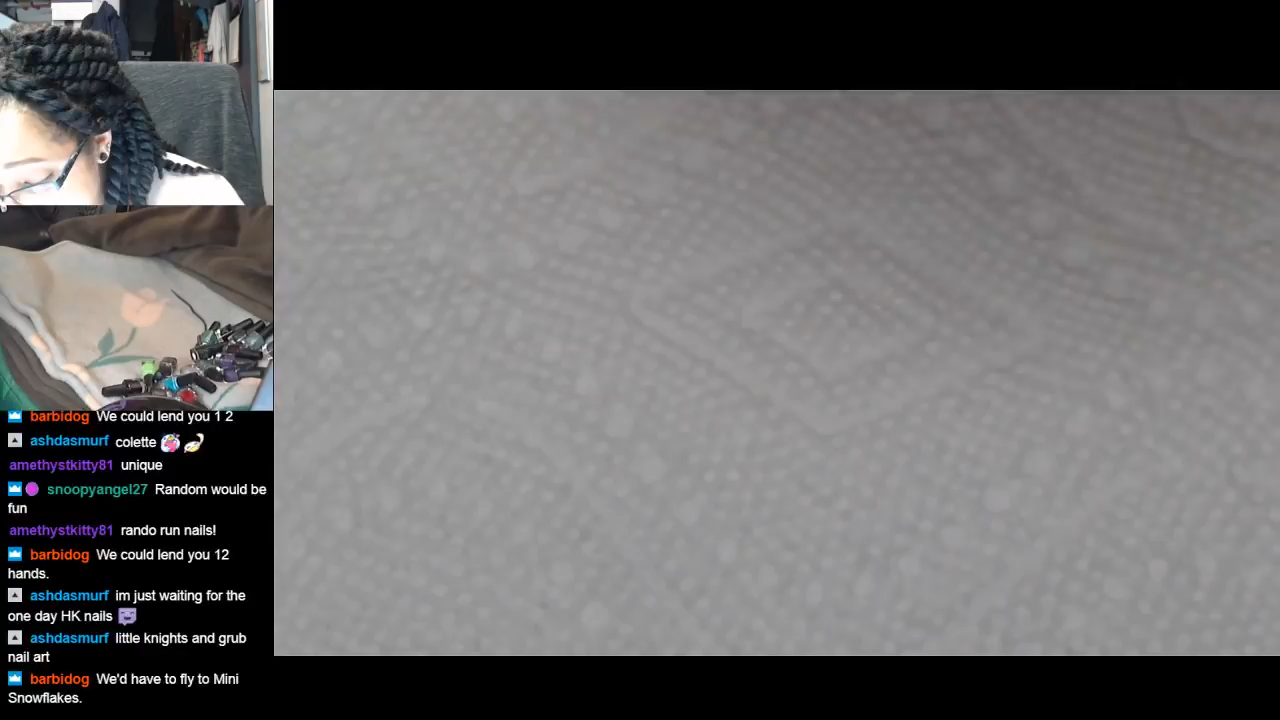 barbidog We could lend you 1 2
ashdasmurf colette
amethystkitty81 unique
snoopyangel27 Random would be
fun
amethystkitty81 rando run nails!
barbidog We could lend you 12
hands.
ashdasmurf im just waiting for the
one day HK nails
ashdasmurf little knights and grub
nail art
barbidog We'd have to fly to Mini
Snowflakes.